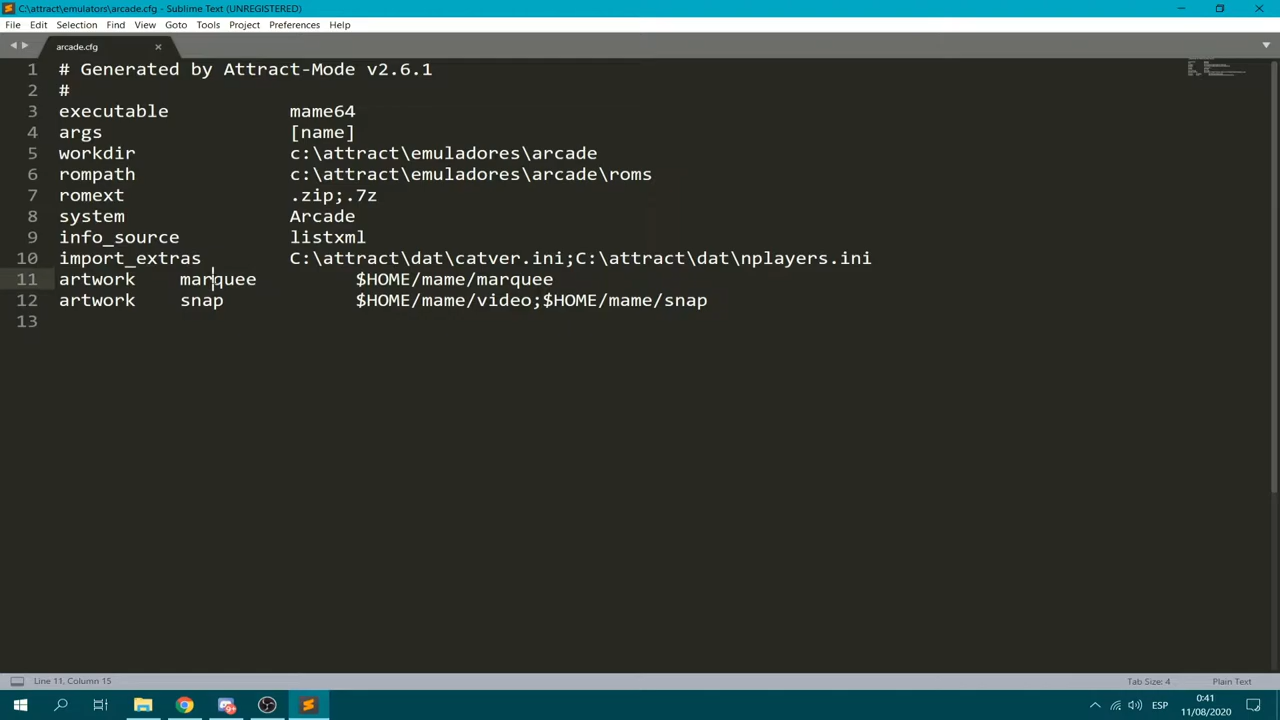 C:\attract\emulators\arcade.cfg - Sublime Text (UNREGISTERED)
File Edit Selection Find View Goto Tools Project Preferences Help
arcade.cfg
1 # Generated by Attract-Mode v2.6.1
2 #
3 executable mame64
4 args [name]
5 workdir c:\attract\emuladores\arcade
6 rompath c:\attract\emuladores\arcade\roms
7 romext .zip;.7z
8 system Arcade
9 info_source listxml
10 import_extras C:\attract\dat\catver.ini;C:\attract\dat\nplayers.ini
11 artwork marquee $HOME/mame/marquee
12 artwork snap $HOME/mame/video;$HOME/mame/snap
13
Line 11, Column 15 Tab Size: 4 Plain Text
ESP 0:41
11/08/2020